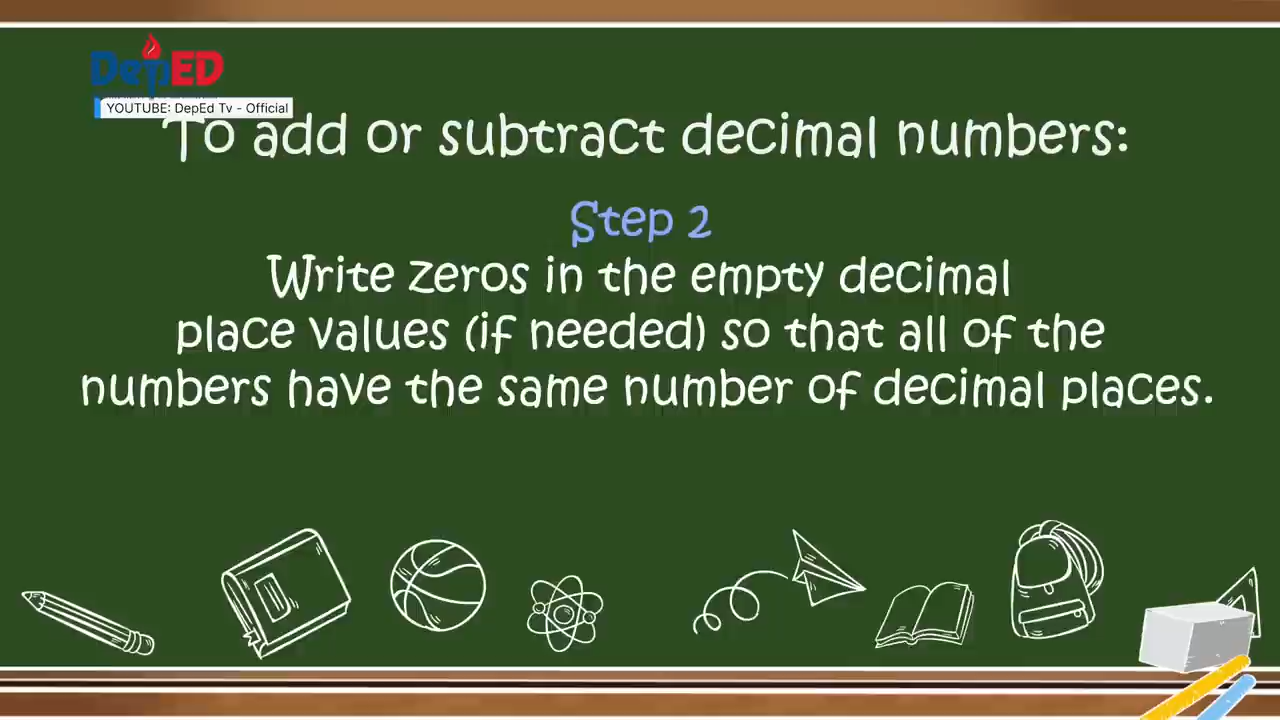 DepED
YOUTUBE: DepEd Tv - Official
To add or subtract decimal numbers:
Step 2
Write zeros in the empty decimal
place values (if needed) so that all of the
numbers have the same number of decimal places.